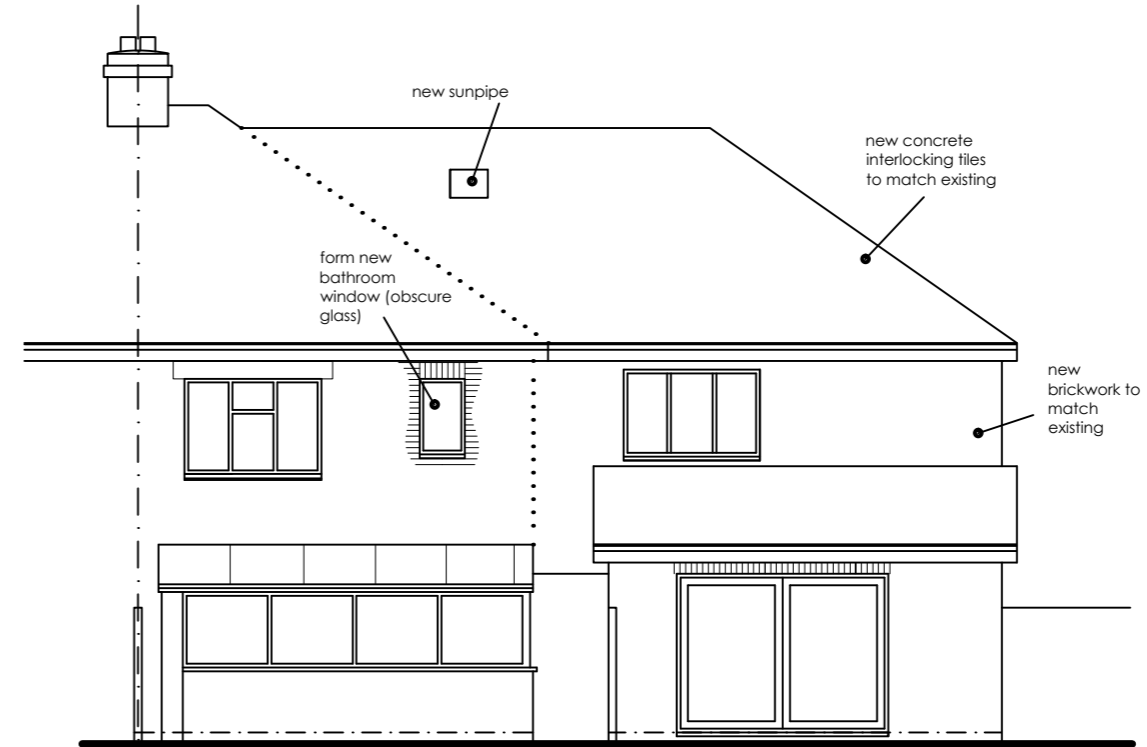 new sunpipe
new concrete
interlocking tiles
to match existing
form new
bathroom
window (obscure
glass)
new
brickwork to
match
existing